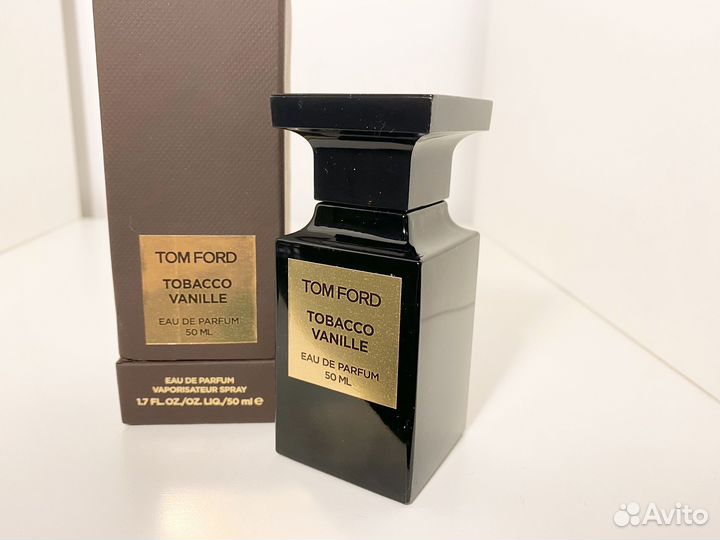 TOM FORD
TOBACCO
VANILLE
EAU DE PARFUM
50 ML
EAU DE PARFUM
VAPORISATEUR SPRAY
1.7 FL.OZ./OZ. LIQ./50 ml e
TOM FORD
TOBACCO
VANILLE
EAU DE PARFUM
50 ML
Avito